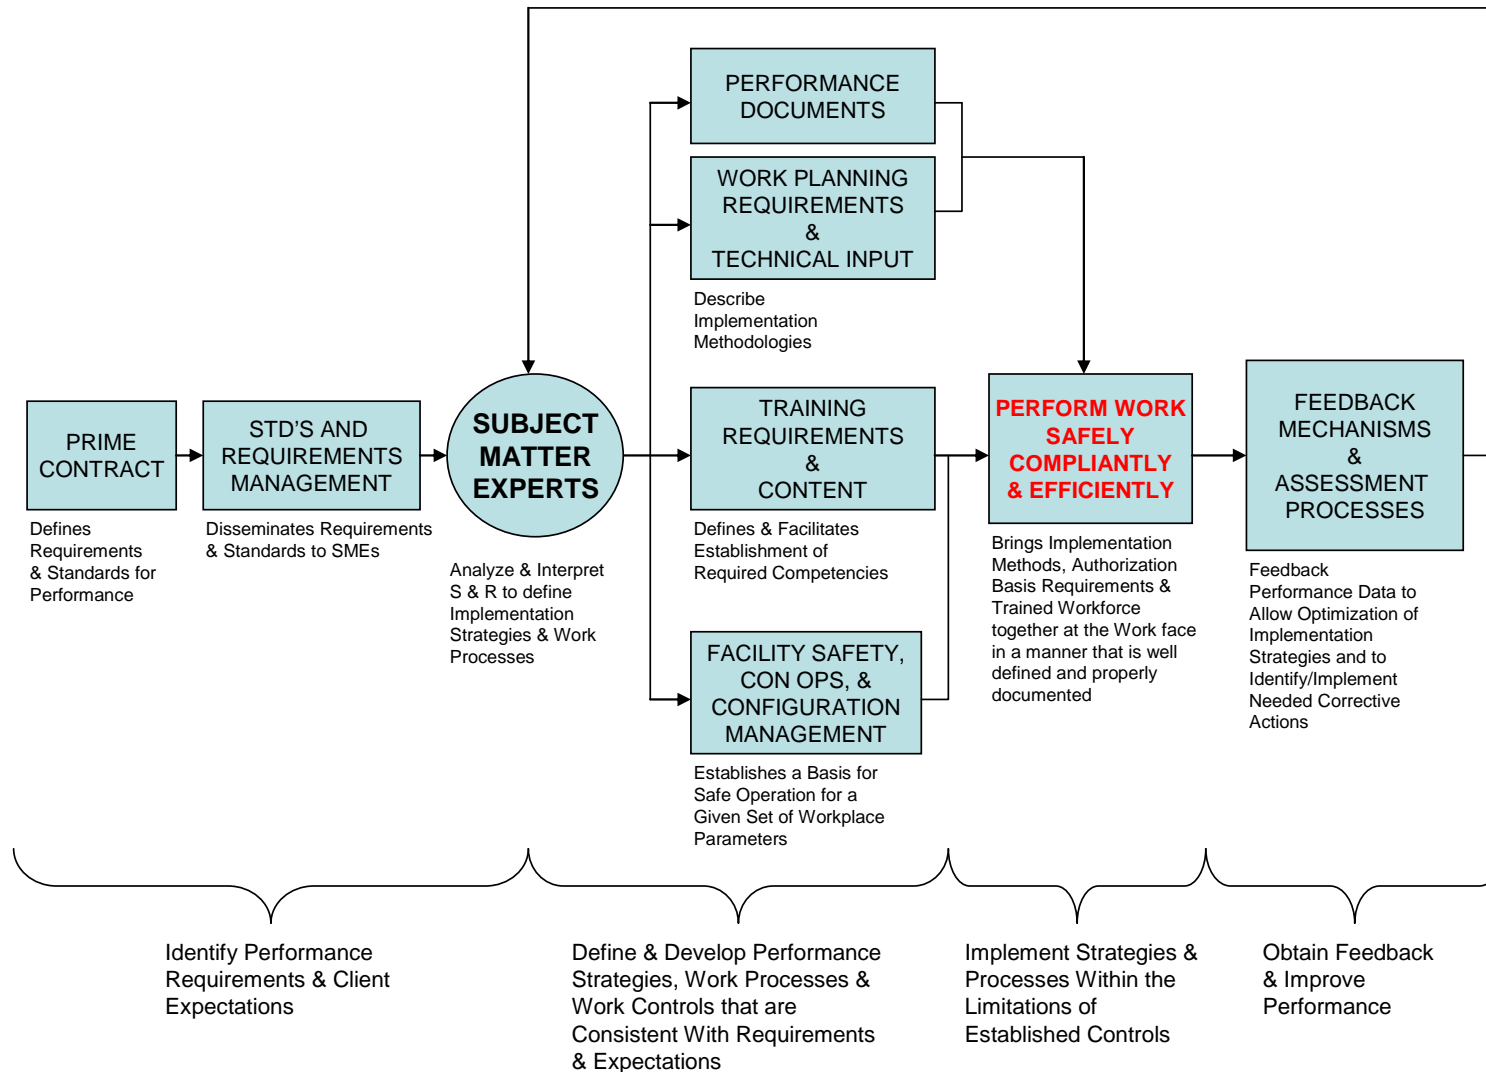 PERFORMANCE
DOCUMENTS
WORK PLANNING
REQUIREMENTS
&
TECHNICAL INPUT
Describe
Implementation
Methodologies
PRIME
CONTRACT
Defines
Requirements
& Standards for
Performance
STD'S AND
REQUIREMENTS
MANAGEMENT
Disseminates Requirements
& Standards to SMEs
SUBJECT
MATTER
EXPERTS
Analyze & Interpret
S & R to define
Implementation
Strategies & Work
Processes
TRAINING
REQUIREMENTS
&
CONTENT
Defines & Facilitates
Establishment of
Required Competencies
FACILITY SAFETY,
CON OPS, &
CONFIGURATION
MANAGEMENT
Establishes a Basis for
Safe Operation for a
Given Set of Workplace
Parameters
PERFORM WORK
SAFELY
COMPLIANTLY
& EFFICIENTLY
Brings Implementation
Methods, Authorization
Basis Requirements &
Trained Workforce
together at the Work face
in a manner that is well
defined and properly
documented
FEEDBACK
MECHANISMS
&
ASSESSMENT
PROCESSES
Feedback
Performance Data to
Allow Optimization of
Implementation
Strategies and to
Identify/Implement
Needed Corrective
Actions
Identify Performance
Requirements & Client
Expectations
Define & Develop Performance
Strategies, Work Processes &
Work Controls that are
Consistent With Requirements
& Expectations
Implement Strategies &
Processes Within the
Limitations of
Established Controls
Obtain Feedback
& Improve
Performance